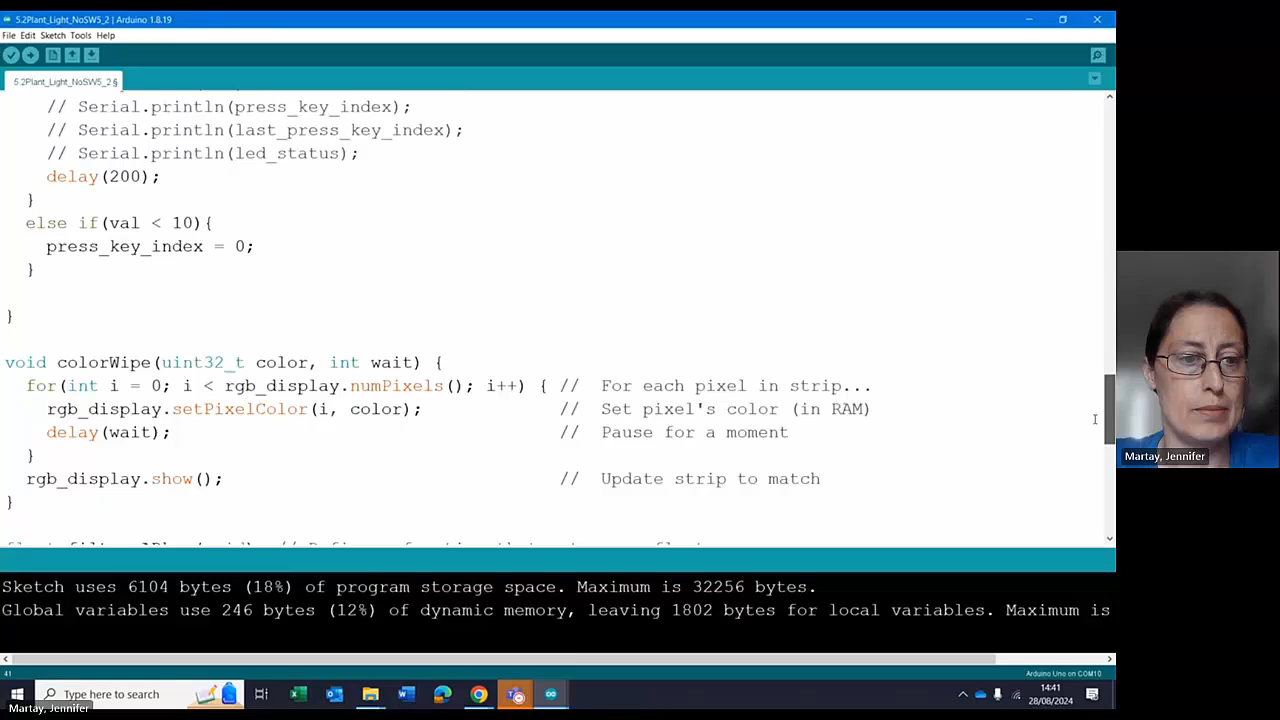 5.2Plant_Light_NoSW5_2 | Arduino 1.8.19
File Edit Sketch Tools Help
5.2Plant_Light_NoSW5_2 §
// Serial.println(press_key_index);
// Serial.println(last_press_key_index);
// Serial.println(led_status);
delay(200);
}
else if(val < 10){
press_key_index = 0;
}
}
void colorWipe(uint32_t color, int wait) {
for(int i = 0; i < rgb_display.numPixels(); i++) { // For each pixel in strip...
rgb_display.setPixelColor(i, color); // Set pixel's color (in RAM)
delay(wait); // Pause for a moment
}
rgb_display.show(); // Update strip to match
}
Sketch uses 6104 bytes (18%) of program storage space. Maximum is 32256 bytes.
Global variables use 246 bytes (12%) of dynamic memory, leaving 1802 bytes for local variables. Maximum is
41
Arduino Uno on COM10
Type here to search
14:41
28/08/2024
Martay, Jennifer
Martay, Jennifer